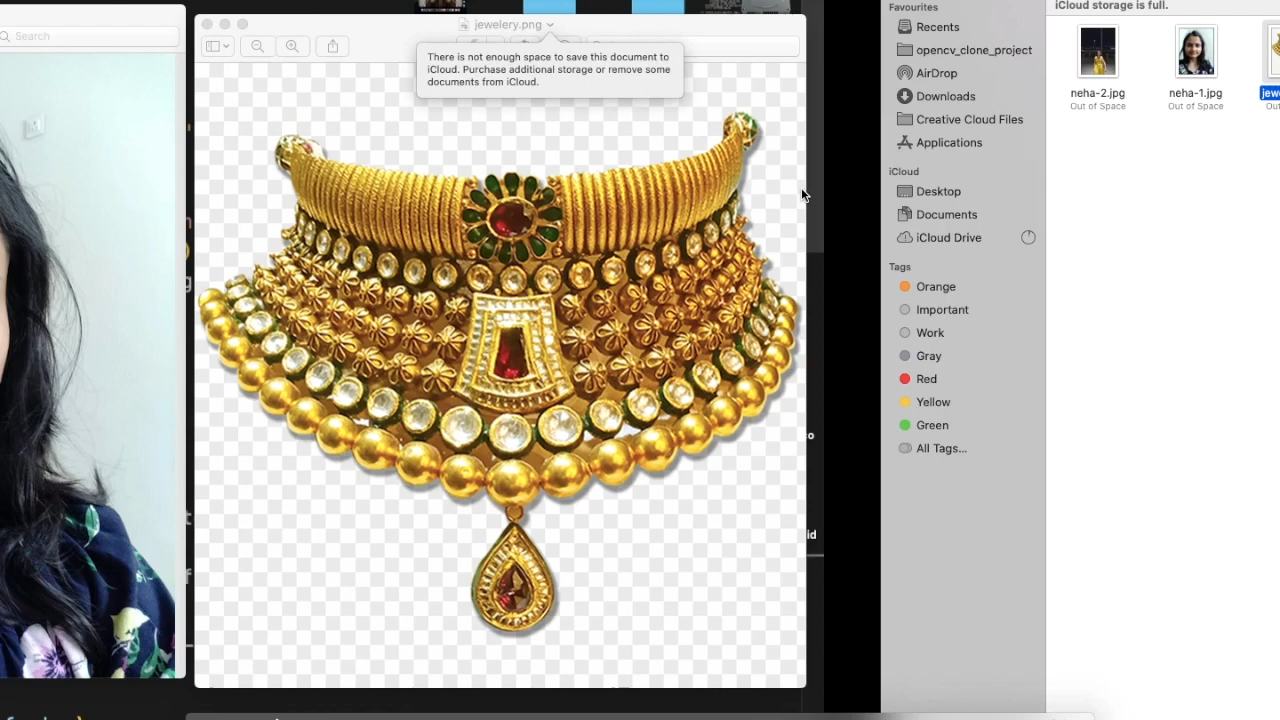 Search
jewelery.png
There is not enough space to save this document to
iCloud. Purchase additional storage or remove some
documents from iCloud.
Favourites
Recents
opencv_clone_project
AirDrop
Downloads
Creative Cloud Files
Applications
iCloud
Desktop
Documents
iCloud Drive
Tags
Orange
Important
Work
Gray
Red
Yellow
Green
All Tags...
iCloud storage is full.
neha-2.jpg
Out of Space
neha-1.jpg
Out of Space